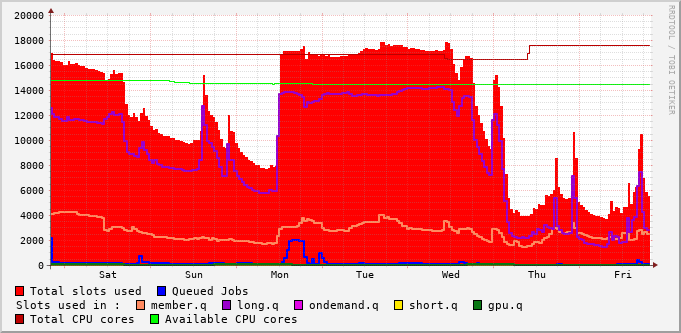 20000
18000
16000
14000
12000
10000
8000
6000
4000
2000
0
Sat Sun Mon Tue Wed Thu Fri
RRDTOOL / TOBI OETIKER
Total slots used Queued Jobs
Slots used in : member.q long.q ondemand.q short.q gpu.q
Total CPU cores Available CPU cores